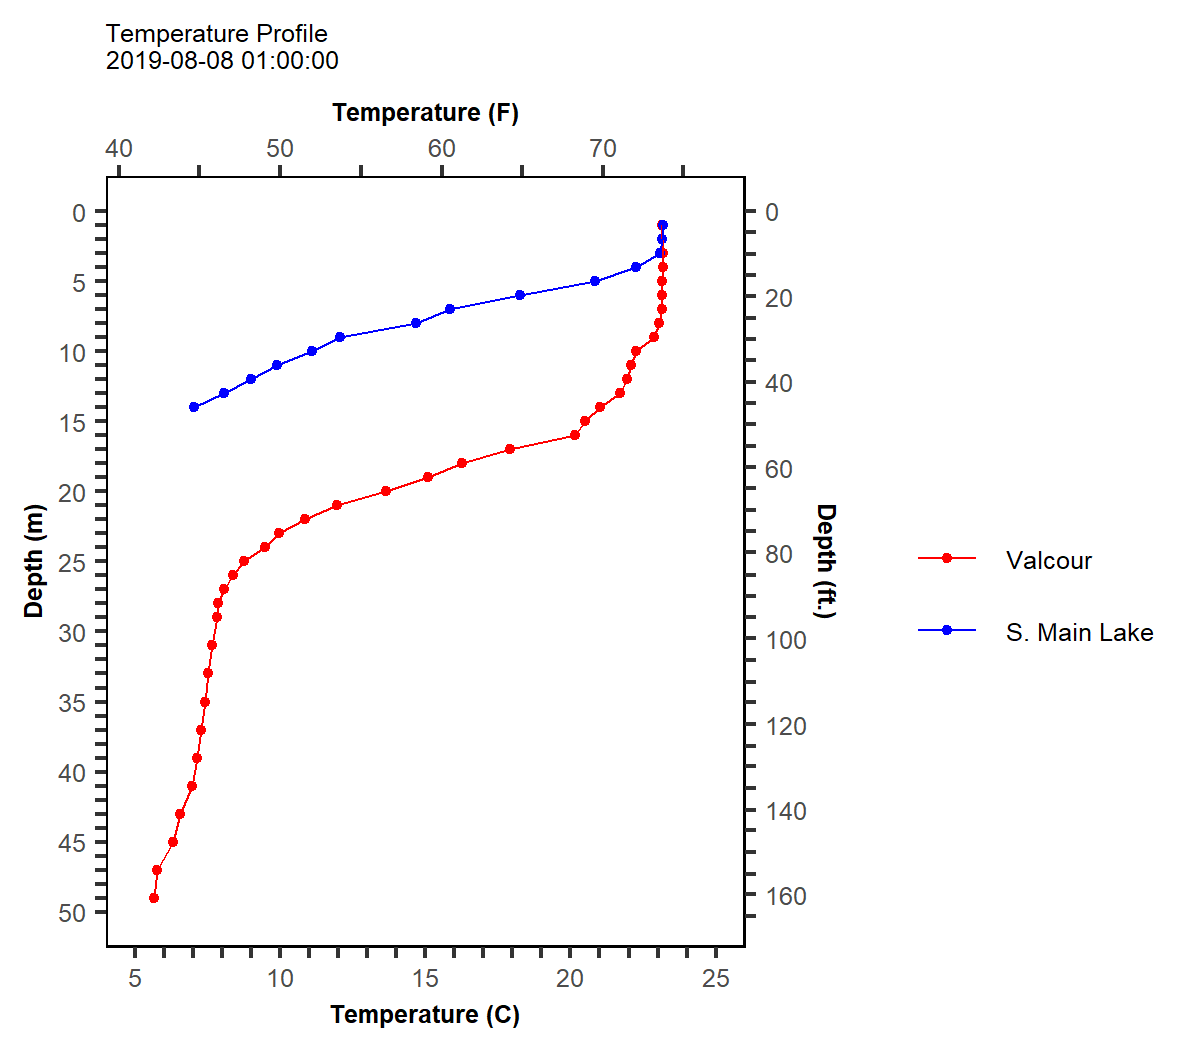 Temperature Profile
2019-08-08 01:00:00
Temperature (F)
40 50 60 70
0
5
10
15
20
25
30
35
40
45
50
Depth (m)
0
20
40
60
80
100
120
140
160
Depth (ft.)
Valcour
S. Main Lake
5 10 15 20 25
Temperature (C)